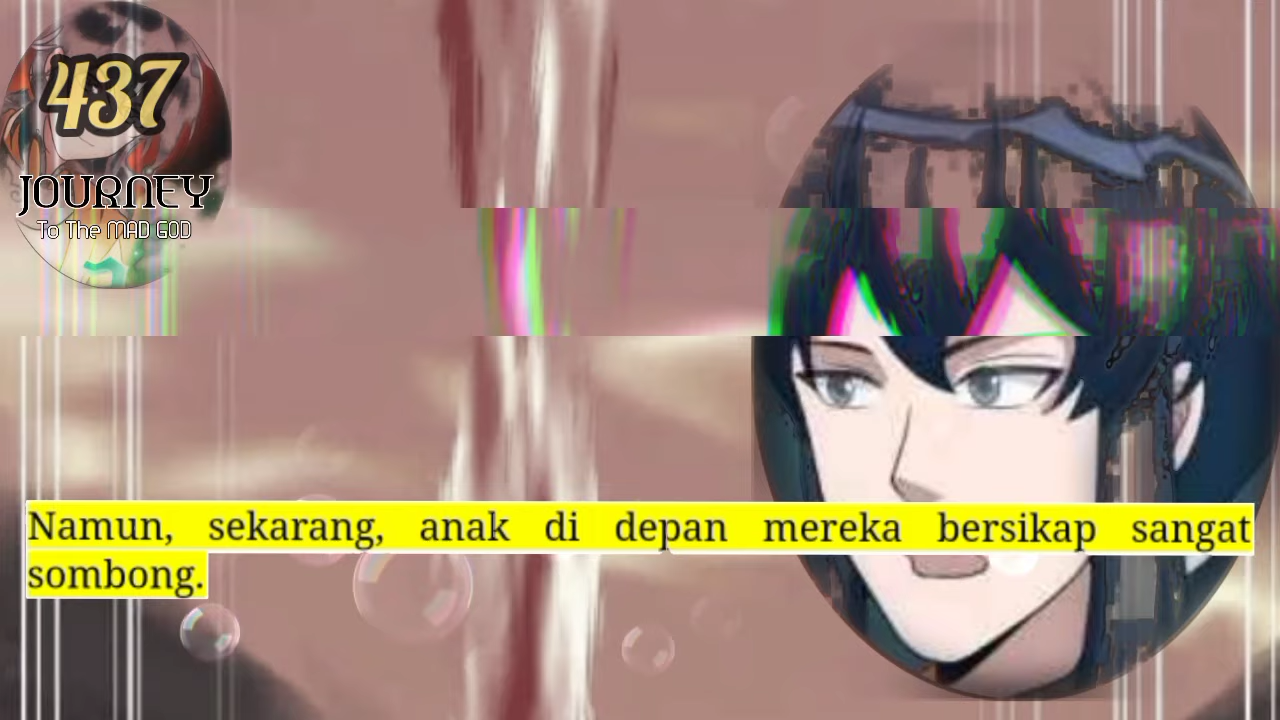 437
JOURNEY
To The MAD GOD
Namun, sekarang, anak di depan mereka bersikap sangat
sombong.